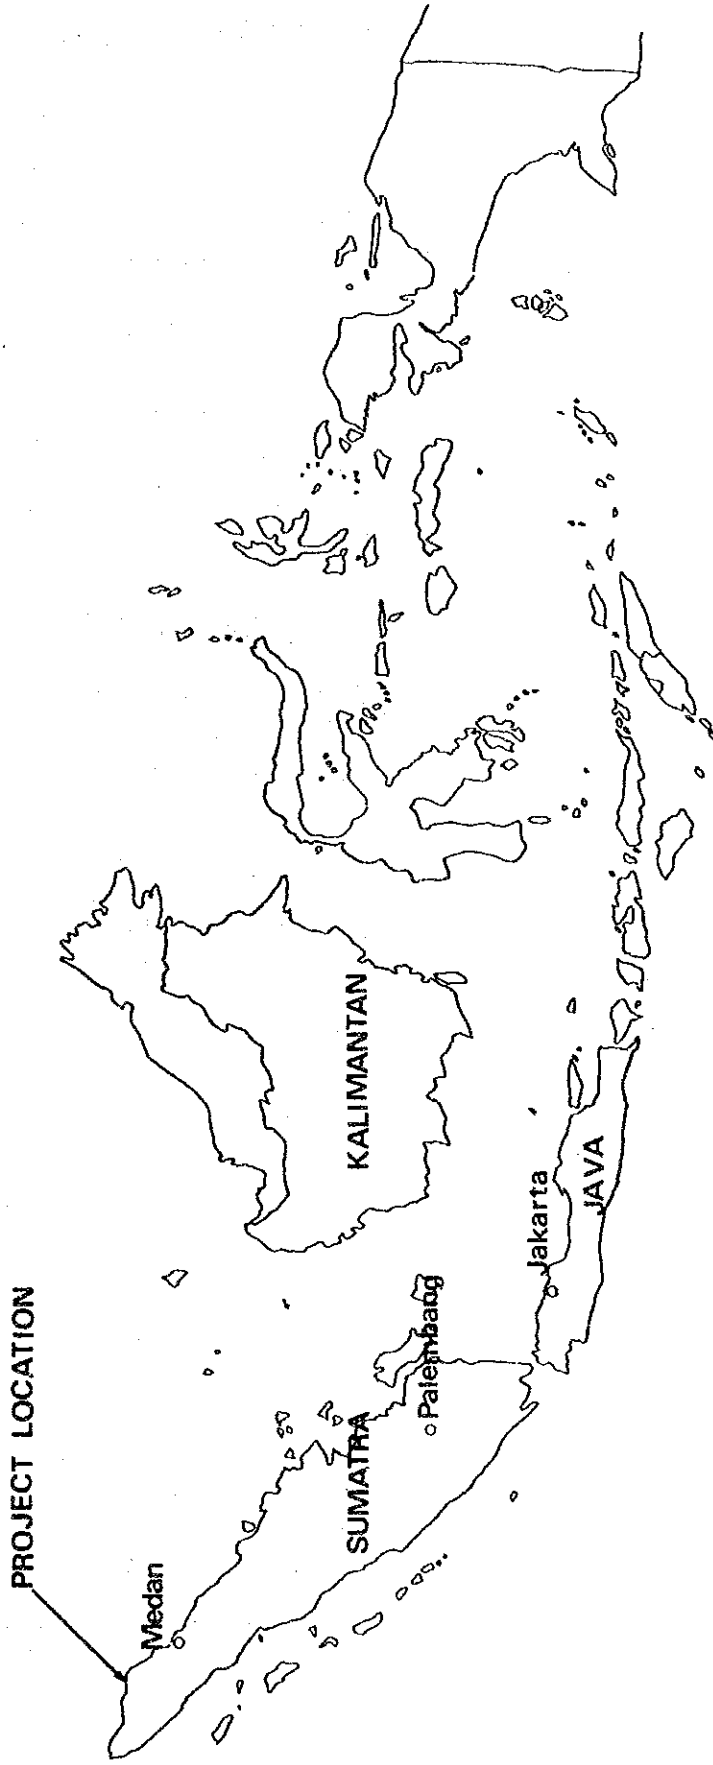 PROJECT LOCATION
Medan
SUMATRA
Palembang
KALIMANTAN
Jakarta
JAVA